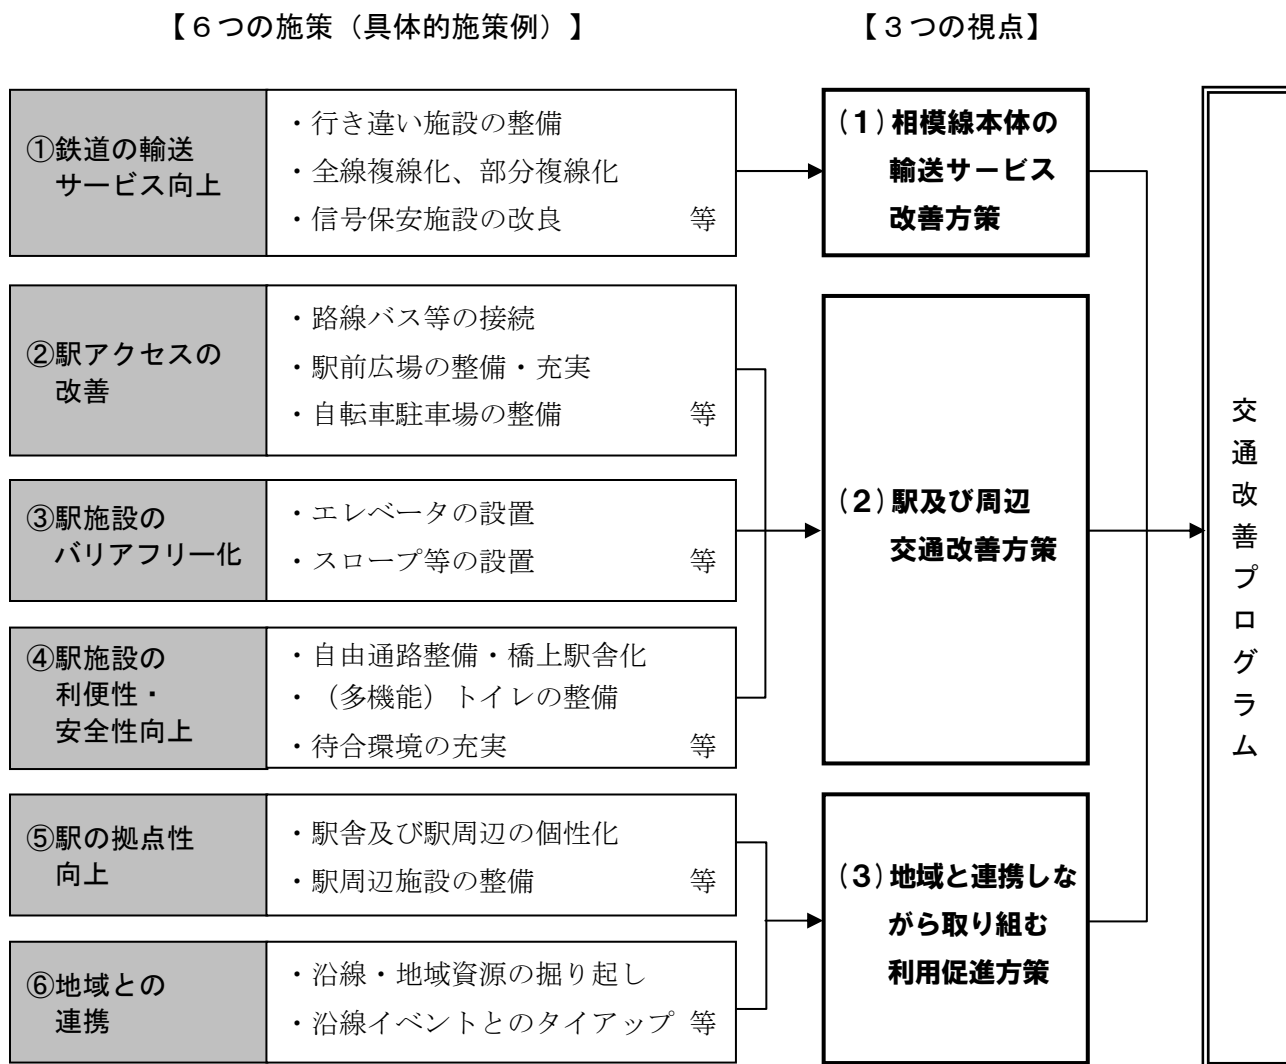 【６つの施策（具体的施策例）】
【３つの視点】
①鉄道の輸送
サービス向上
・行き違い施設の整備
・全線複線化、部分複線化
・信号保安施設の改良 等
(１)相模線本体の
輸送サービス
改善方策
②駅アクセスの
改善
・路線バス等の接続
・駅前広場の整備・充実
・自転車駐車場の整備 等
③駅施設の
バリアフリー化
・エレベータの設置
・スロープ等の設置 等
④駅施設の
利便性・
安全性向上
・自由通路整備・橋上駅舎化
・（多機能）トイレの整備
・待合環境の充実 等
(２)駅及び周辺
交通改善方策
⑤駅の拠点性
向上
・駅舎及び駅周辺の個性化
・駅周辺施設の整備 等
⑥地域との
連携
・沿線・地域資源の掘り起し
・沿線イベントとのタイアップ 等
(３)地域と連携しな
がら取り組む
利用促進方策
交通改善プログラム